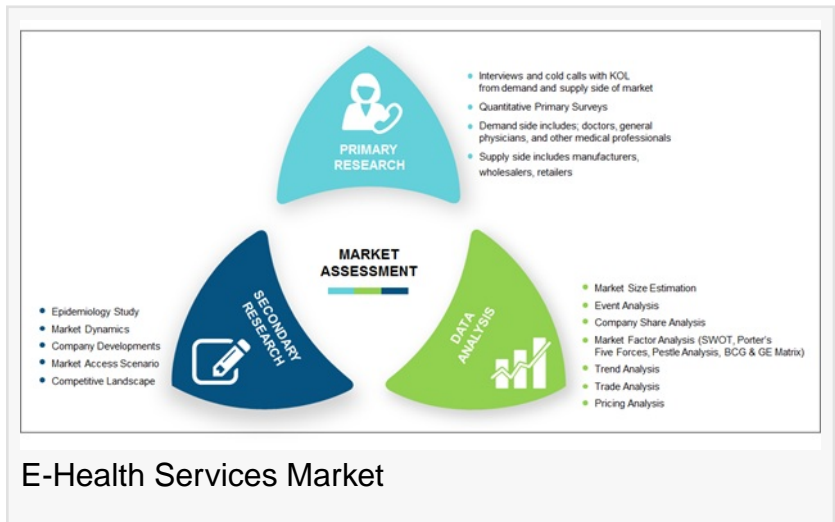 PRIMARY
RESEARCH
Interviews and cold calls with KOL
from demand and supply side of market
Quantitative Primary Surveys
Demand side includes; doctors, general
physicians, and other medical professionals
Supply side includes manufacturers,
wholesalers, retailers
MARKET
ASSESSMENT
SECONDARY
RESEARCH
Epidemiology Study
Market Dynamics
Company Developments
Market Access Scenario
Competitive Landscape
DATA
ANALYSIS
Market Size Estimation
Event Analysis
Company Share Analysis
Market Factor Analysis (SWOT, Porter's
Five Forces, Pestle Analysis, BCG & GE Matrix)
Trend Analysis
Trade Analysis
Pricing Analysis
E-Health Services Market